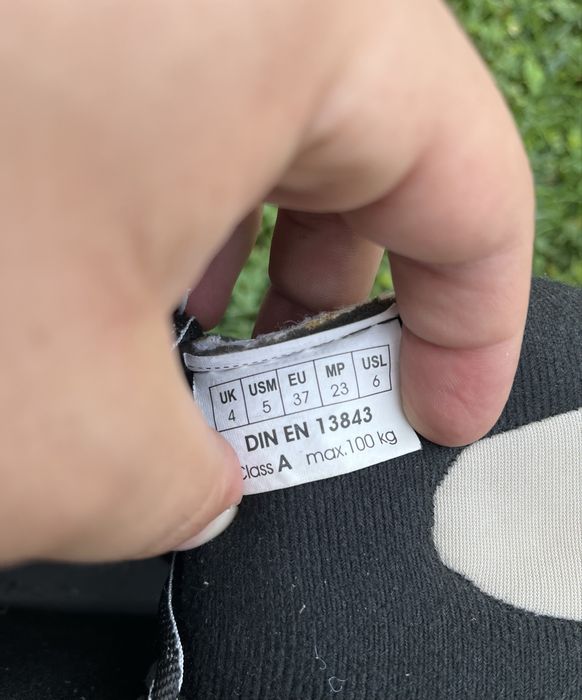 UK USM EU MP USL
4 5 37 23 6
DIN EN 13843
Class A max.100 kg